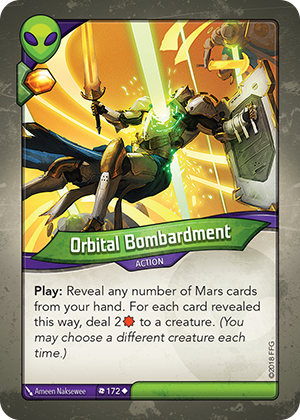 Orbital Bombardment
ACTION
Play: Reveal any number of Mars cards
from your hand. For each card revealed
this way, deal 2 to a creature. (You
may choose a different creature each
time.)
©2018 FFG
Ameen Naksewee
172